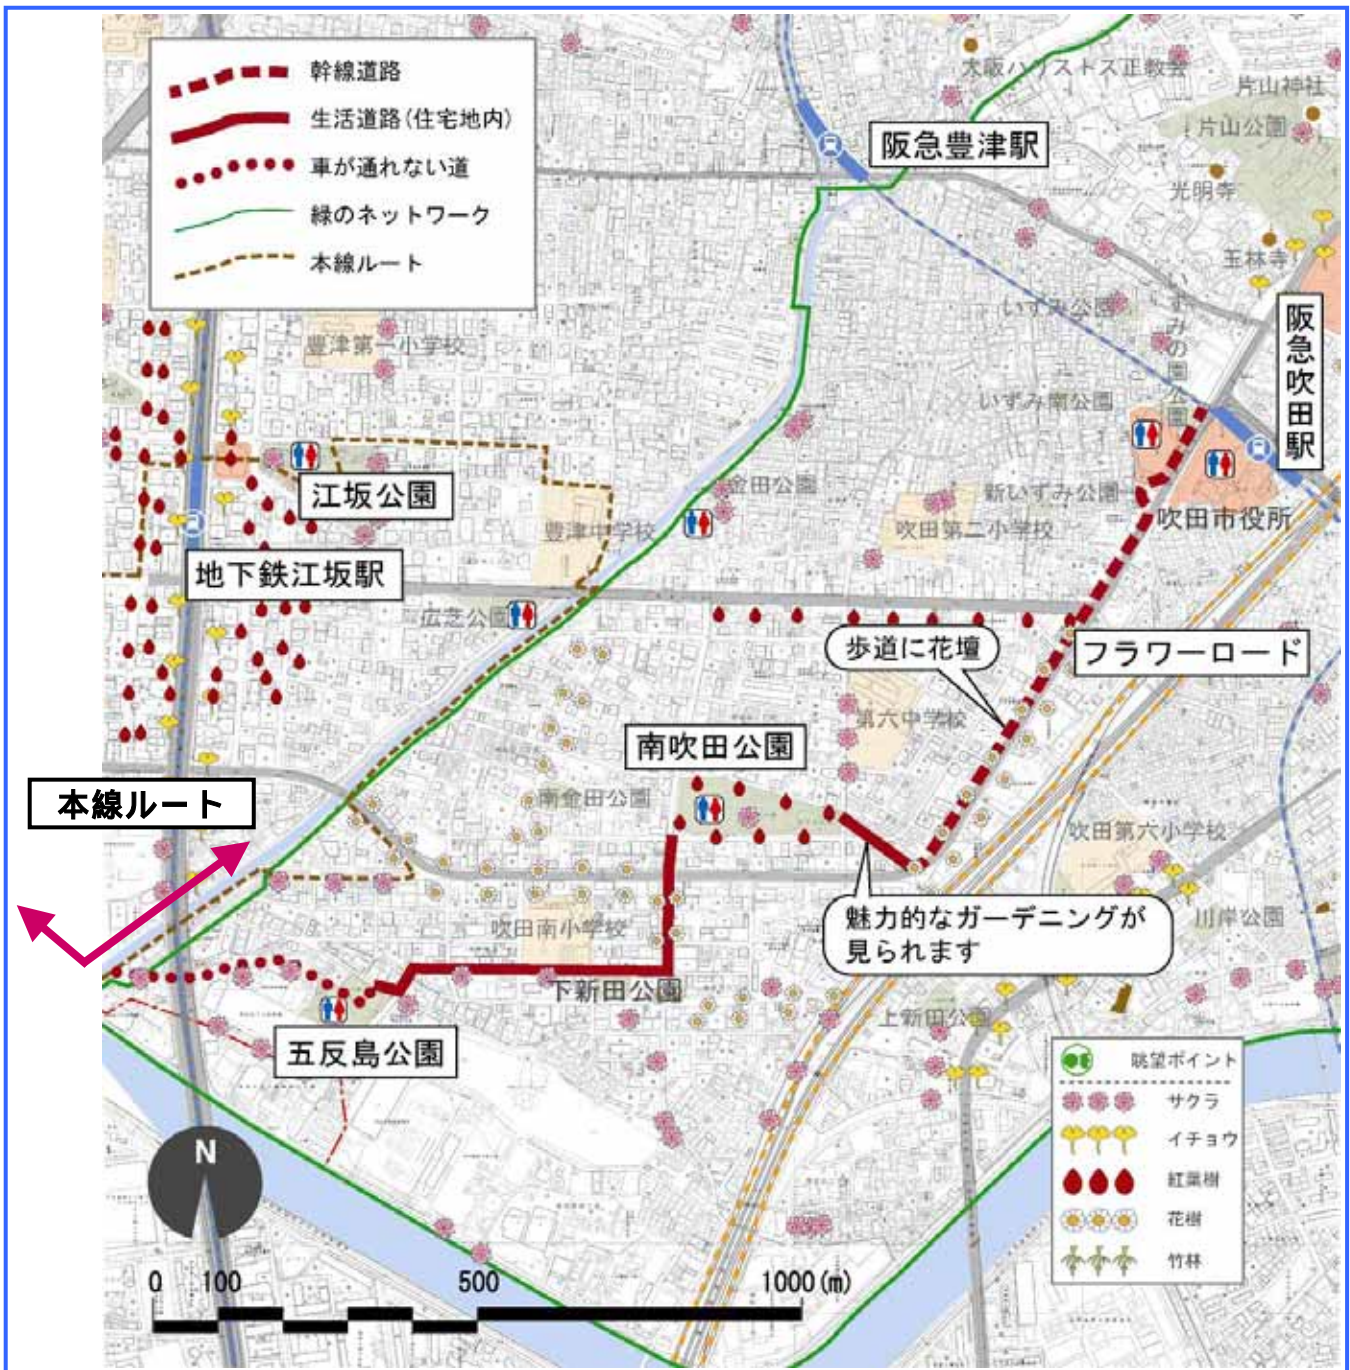 幹線道路
生活道路(住宅地内)
車が通れない道
緑のネットワーク
本線ルート
大阪ハリストス正教会
片山神社
片山公園
阪急豊津駅
光明寺
玉林寺
いずみ公園
いずみの園公園
阪急吹田駅
豊津第一小学校
いずみ南公園
江坂公園
金田公園
新いずみ公園
吹田市役所
豊津中学校
吹田第二小学校
地下鉄江坂駅
広芝公園
歩道に花壇
フラワーロード
第六中学校
南吹田公園
本線ルート
南金田公園
吹田第六小学校
魅力的なガーデニングが
見られます
川岸公園
吹田南小学校
下新田公園
上新田公園
五反島公園
眺望ポイント
サクラ
イチョウ
紅葉樹
花樹
竹林
N
0 100 500 1000(m)